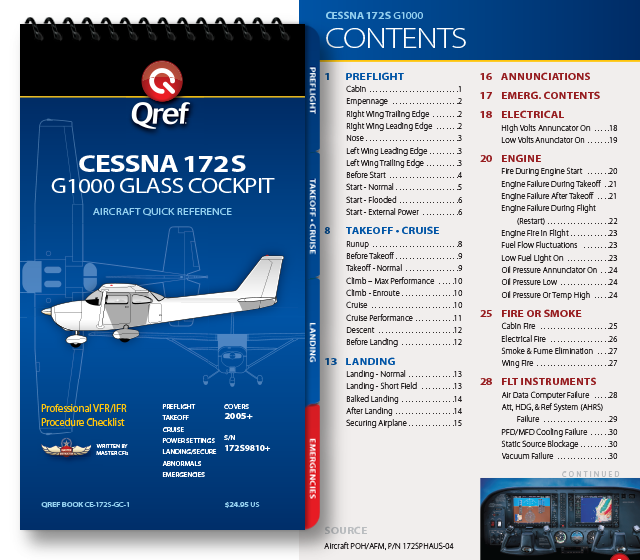 Qref
CESSNA 172S
G1000 GLASS COCKPIT
AIRCRAFT QUICK REFERENCE
Professional VFR/IFR
Procedure Checklist
WRITTEN BY
MASTER CFIs
PREFLIGHT
TAKEOFF
CRUISE
POWER SETTINGS
LANDING/SECURE
ABNORMALS
EMERGENCIES
COVERS
2005+
S/N
172S9810+
QREF BOOK CE-172S-GC-1
$24.95 US
PREFLIGHT
TAKEOFF • CRUISE
LANDING
EMERGENCIES
CESSNA 172S G1000
CONTENTS
1 PREFLIGHT
Cabin .........................1
Empennage ...................2
Right Wing Trailing Edge ........2
Right Wing Leading Edge .......2
Nose .........................3
Left Wing Leading Edge .........3
Left Wing Trailing Edge .........3
Before Start ...................4
Start - Normal .................5
Start - Flooded ................6
Start - External Power ..........6
8 TAKEOFF • CRUISE
Runup ........................8
Before Takeoff .................9
Takeoff - Normal ...............9
Climb – Max Performance .....10
Climb - Enroute ...............10
Cruise .......................10
Cruise Performance ...........11
Descent .....................12
Before Landing ...............12
13 LANDING
Landing - Normal .............13
Landing - Short Field ..........13
Balked Landing ...............14
After Landing .................14
Securing Airplane .............15
SOURCE
Aircraft POH/AFM, P/N 172SPHAUS-04
16 ANNUNCIATIONS
17 EMERG. CONTENTS
18 ELECTRICAL
High Volts Annuncator On ....18
Low Volts Anunciator On ......19
20 ENGINE
Fire During Engine Start .......20
Engine Failure During Takeoff ..21
Engine Failure After Takeoff ...21
Engine Failure During Flight
(Restart) ..................22
Engine Fire In Flight ...........23
Fuel Flow Fluctuations ........23
Low Fuel Light On ............23
Oil Pressure Annunciator On ...24
Oil Pressure Low .............24
Oil Pressure Or Temp High ....24
25 FIRE OR SMOKE
Cabin Fire ...................25
Electrical Fire ................26
Smoke & Fume Elimination ...27
Wing Fire ....................27
28 FLT INSTRUMENTS
Air Data Computer Failure .....28
Att, HDG, & Ref System (AHRS)
Failure ....................29
PFD/MFD Cooling Failure ......30
Static Source Blockage ........30
Vacuum Failure ..............30
CONTINUED